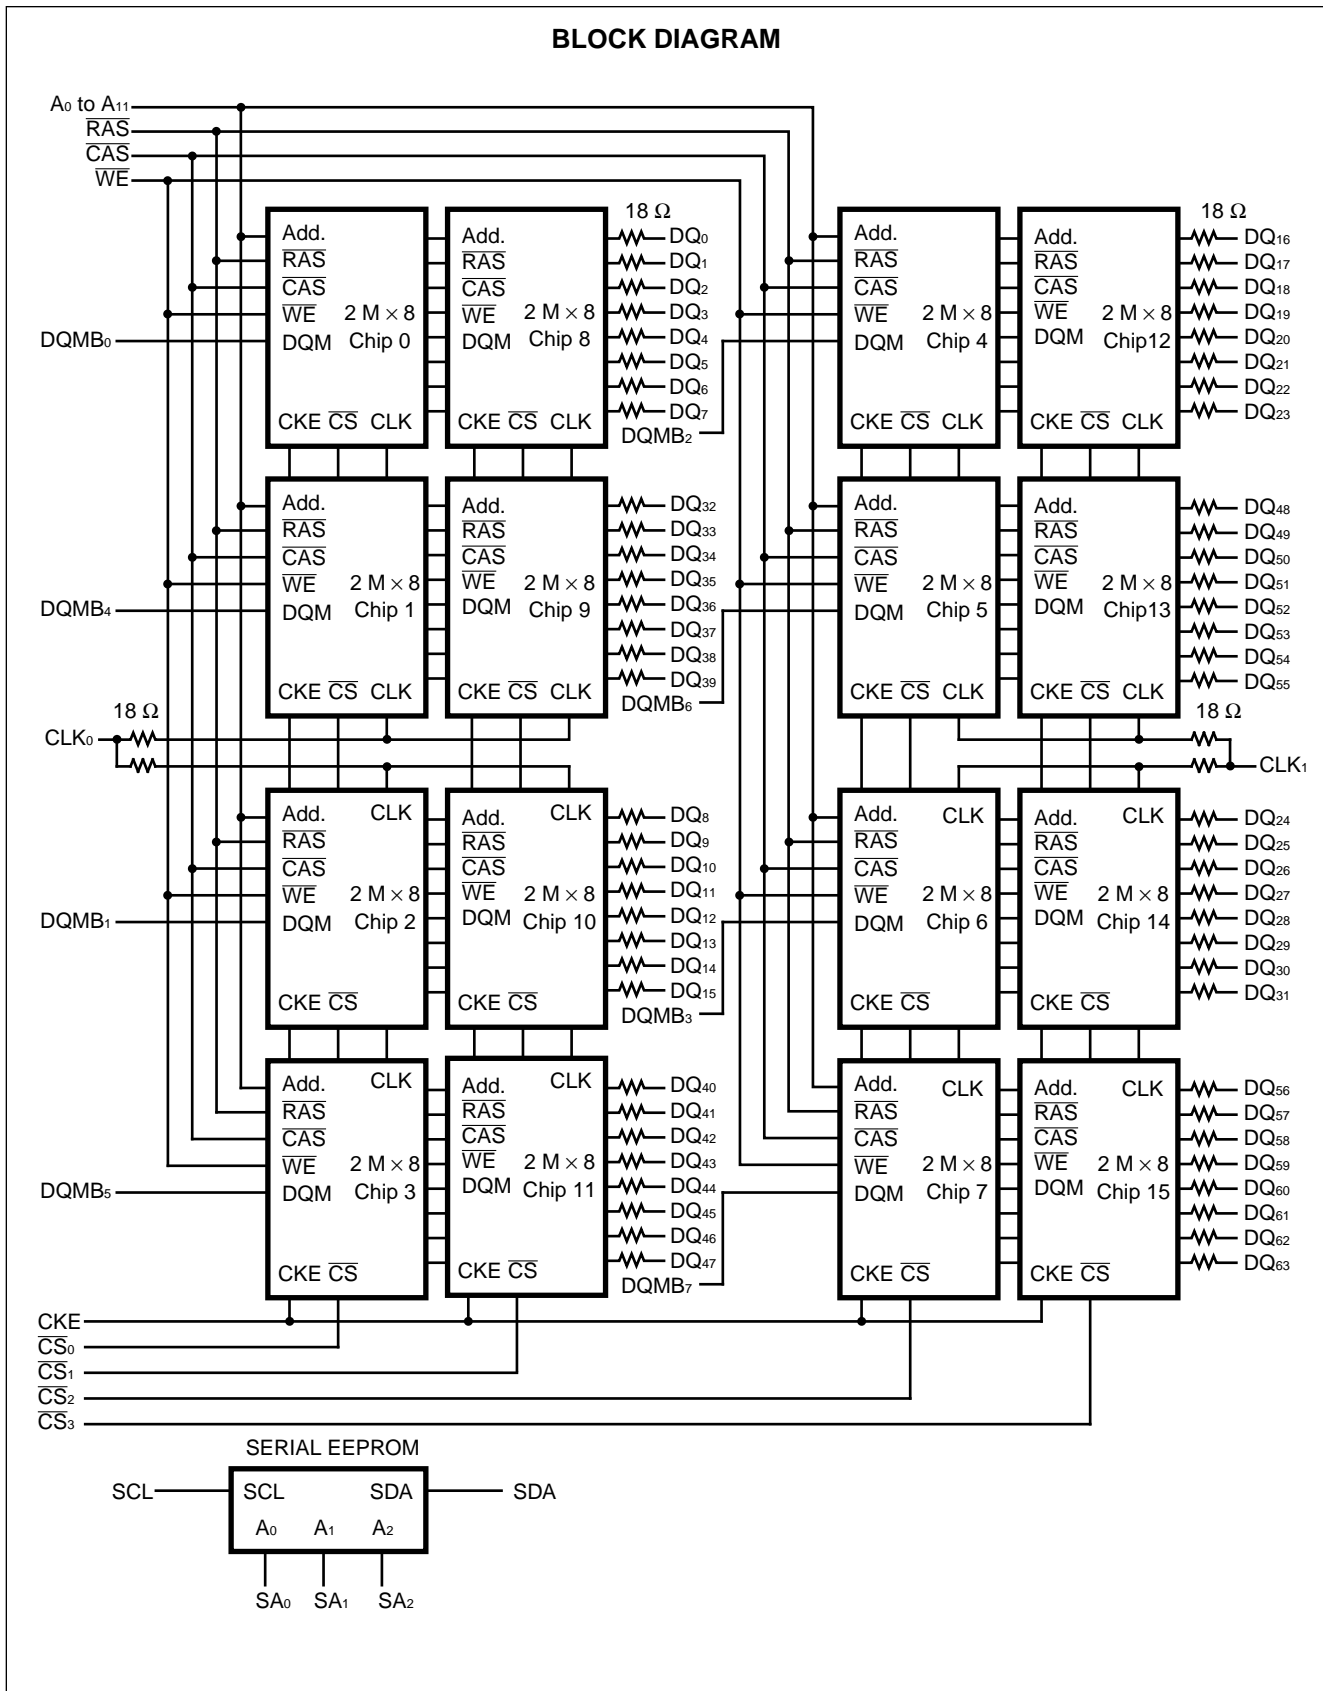 BLOCK DIAGRAM
A0 to A11
RAS
CAS
WE
18 Ω
18 Ω
Add.
RAS
CAS
WE
2 M × 8
DQM
Chip 0
CKE CS CLK
Add.
RAS
CAS
WE
2 M × 8
DQM
Chip 8
CKE CS CLK
DQ0
DQ1
DQ2
DQ3
DQ4
DQ5
DQ6
DQ7
DQMB0
DQMB2
Add.
RAS
CAS
WE
2 M × 8
DQM
Chip 4
CKE CS CLK
Add.
RAS
CAS
WE
2 M × 8
DQM
Chip12
CKE CS CLK
DQ16
DQ17
DQ18
DQ19
DQ20
DQ21
DQ22
DQ23
Add.
RAS
CAS
WE
2 M × 8
DQM
Chip 1
CKE CS CLK
Add.
RAS
CAS
WE
2 M × 8
DQM
Chip 9
CKE CS CLK
DQ32
DQ33
DQ34
DQ35
DQ36
DQ37
DQ38
DQ39
DQMB4
DQMB6
Add.
RAS
CAS
WE
2 M × 8
DQM
Chip 5
CKE CS CLK
Add.
RAS
CAS
WE
2 M × 8
DQM
Chip13
CKE CS CLK
DQ48
DQ49
DQ50
DQ51
DQ52
DQ53
DQ54
DQ55
18 Ω
CLK0
18 Ω
CLK1
CLK
Add.
RAS
CAS
WE
2 M × 8
DQM
Chip 2
CKE CS
CLK
Add.
RAS
CAS
WE
2 M × 8
DQM
Chip 10
CKE CS
DQ8
DQ9
DQ10
DQ11
DQ12
DQ13
DQ14
DQ15
DQMB1
DQMB3
CLK
Add.
RAS
CAS
WE
2 M × 8
DQM
Chip 6
CKE CS
CLK
Add.
RAS
CAS
WE
2 M × 8
DQM
Chip 14
CKE CS
DQ24
DQ25
DQ26
DQ27
DQ28
DQ29
DQ30
DQ31
CLK
Add.
RAS
CAS
WE
2 M × 8
DQM
Chip 3
CKE CS
CLK
Add.
RAS
CAS
WE
2 M × 8
DQM
Chip 11
CKE CS
DQ40
DQ41
DQ42
DQ43
DQ44
DQ45
DQ46
DQ47
DQMB5
DQMB7
CLK
Add.
RAS
CAS
WE
2 M × 8
DQM
Chip 7
CKE CS
CLK
Add.
RAS
CAS
WE
2 M × 8
DQM
Chip 15
CKE CS
DQ56
DQ57
DQ58
DQ59
DQ60
DQ61
DQ62
DQ63
CKE
CS0
CS1
CS2
CS3
SERIAL EEPROM
SCL
SCL
SDA
SDA
A0
A1
A2
SA0
SA1
SA2